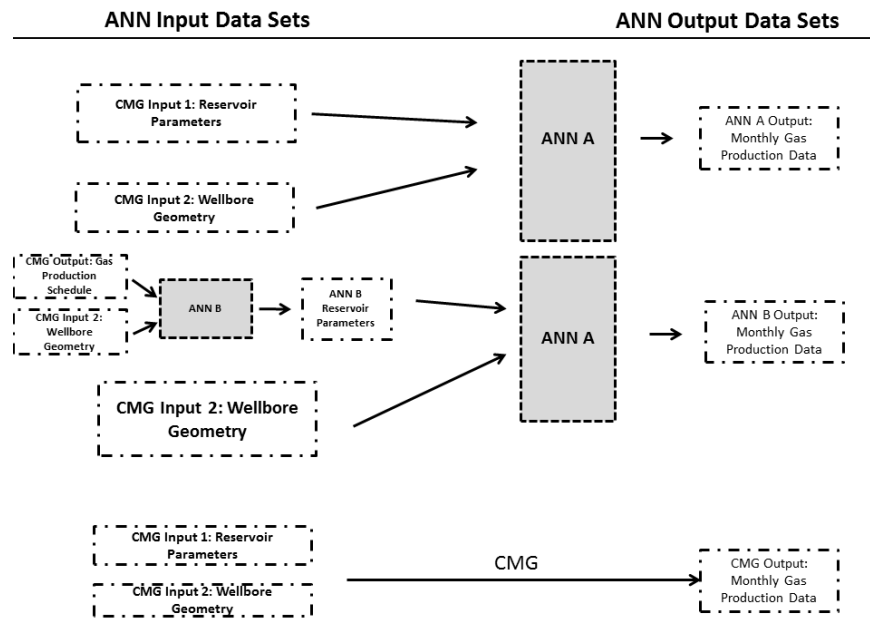 ANN Input Data Sets
ANN Output Data Sets
CMG Input 1: Reservoir
Parameters
ANN A
ANN A Output:
Monthly Gas
Production Data
CMG Input 2: Wellbore
Geometry
CMG Output: Gas
Production
Schedule
CMG Input 2:
Wellbore
Geometry
ANN B
ANN B
Reservoir
Parameters
ANN A
ANN B Output:
Monthly Gas
Production Data
CMG Input 2: Wellbore
Geometry
CMG Input 1: Reservoir
Parameters
CMG Input 2: Wellbore
Geometry
CMG
CMG Output:
Monthly Gas
Production Data